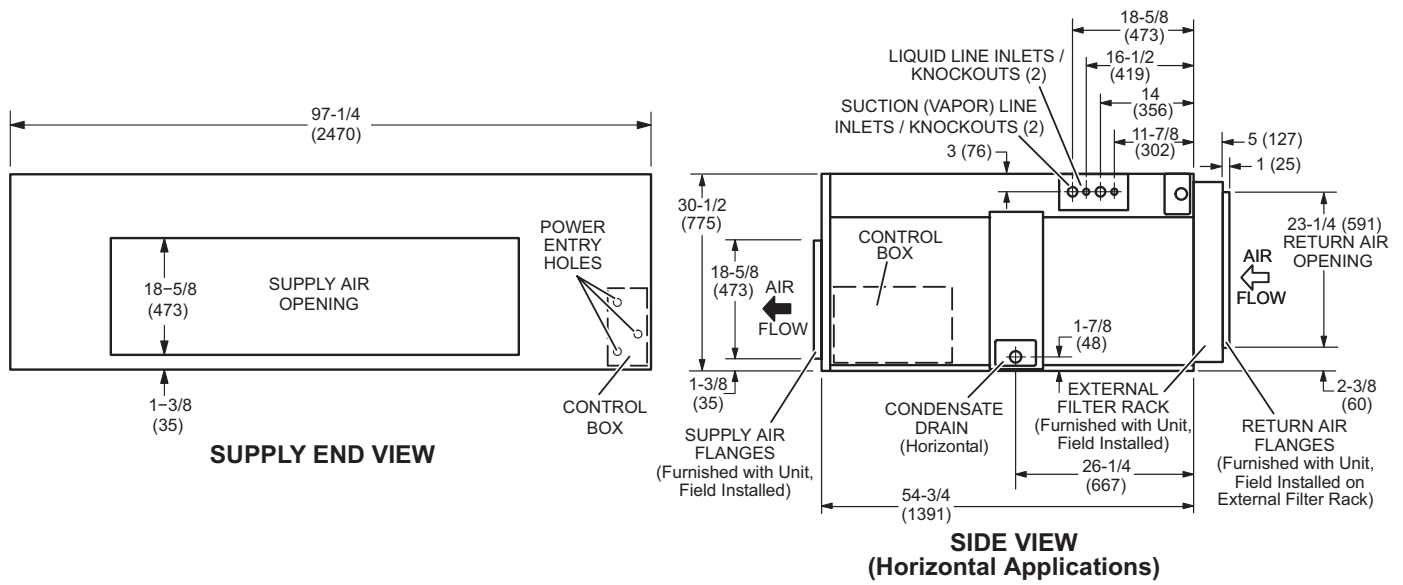 97-1/4
(2470)
18−5/8
(473)
SUPPLY AIR
OPENING
POWER
ENTRY
HOLES
1−3/8
(35)
CONTROL
BOX
SUPPLY END VIEW
18-5/8
(473)
LIQUID LINE INLETS /
KNOCKOUTS (2)
16-1/2
(419)
SUCTION (VAPOR) LINE
INLETS / KNOCKOUTS (2)
14
(356)
11-7/8
(302)
3 (76)
5 (127)
1 (25)
30-1/2
(775)
23-1/4 (591)
RETURN AIR
OPENING
CONTROL
BOX
18-5/8
(473)
AIR
FLOW
AIR
FLOW
1-7/8
(48)
1-3/8
(35)
2-3/8
(60)
SUPPLY AIR
FLANGES
(Furnished with Unit,
Field Installed)
CONDENSATE
DRAIN
(Horizontal)
EXTERNAL
FILTER RACK
(Furnished with Unit,
Field Installed)
RETURN AIR
FLANGES
(Furnished with Unit,
Field Installed on
External Filter Rack)
26-1/4
(667)
54-3/4
(1391)
SIDE VIEW
(Horizontal Applications)